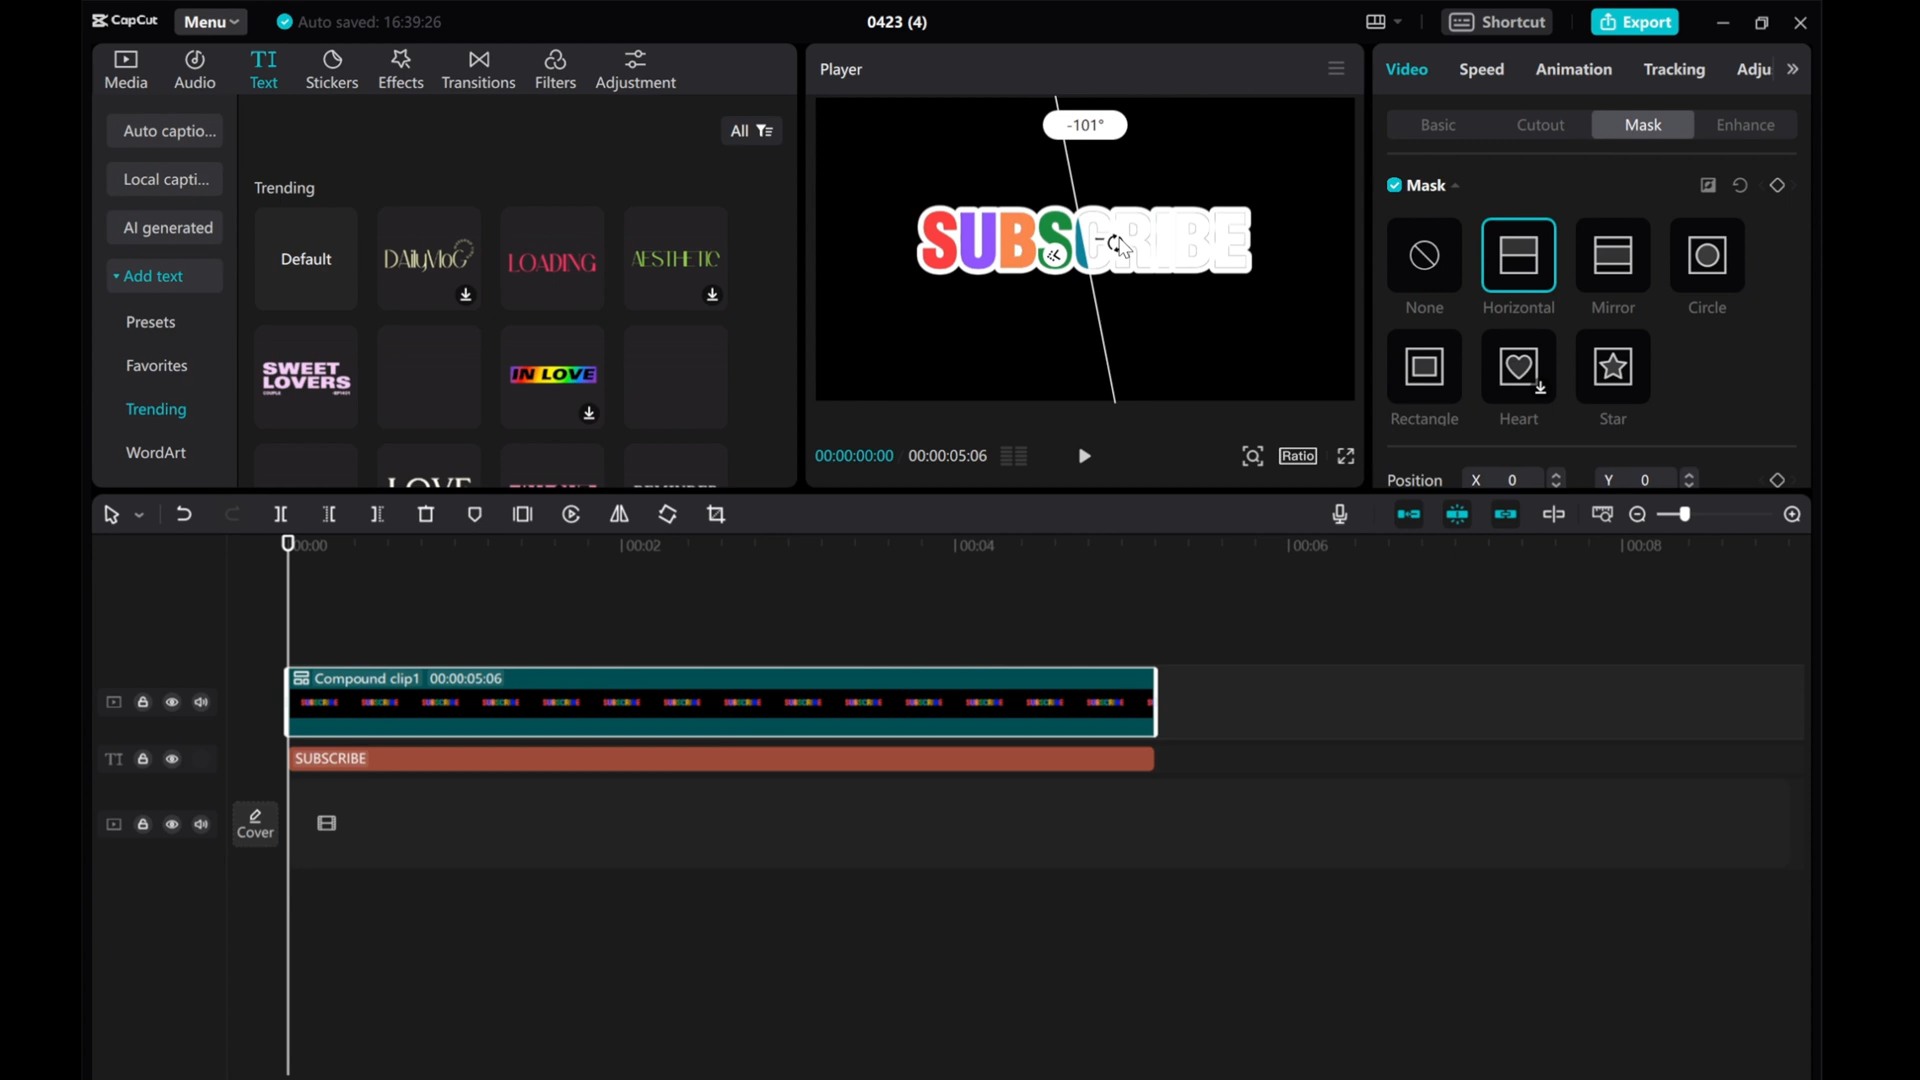 CapCut
Menu
Auto saved: 16:39:26
0423 (4)
Shortcut
Export
Media
Audio
TI
Text
Stickers
Effects
Transitions
Filters
Adjustment
Player
Video
Speed
Animation
Tracking
Adju
Auto captio...
Local capti...
AI generated
Add text
Presets
Favorites
Trending
WordArt
All
Trending
Default
DAilyMoG
LOADING
AESTHETIC
SWEET
LOVERS
IN LOVE
LOVE
-101°
SUBSCRIBE
00:00:00:00
00:00:05:06
Ratio
Basic
Cutout
Mask
Enhance
Mask
None
Horizontal
Mirror
Circle
Rectangle
Heart
Star
Position
X 0
Y 0
00:00
00:02
00:04
00:06
00:08
Compound clip1 00:00:05:06
TI
SUBSCRIBE
Cover